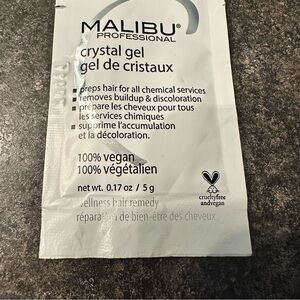 MALIBU®
PROFESSIONAL
crystal gel
gel de cristaux
preps hair for all chemical services
removes buildup & discoloration
prépare les cheveux pour tous
les services chimiques
supprime l'accumulation
et la décoloration.
100% vegan
100% végétalien
net wt. 0.17 oz / 5 g
crueltyfree
andvegan
wellness hair remedy
réparation de bien-être des cheveux